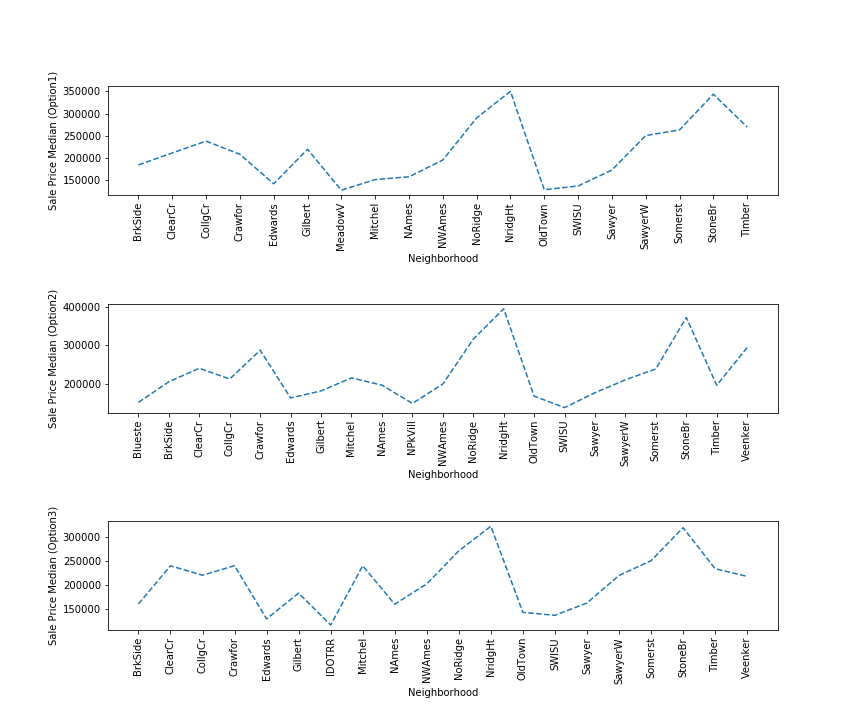 Sale Price Median (Option1)
350000
300000
250000
200000
150000
BrkSide
ClearCr
CollgCr
Crawfor
Edwards
Gilbert
MeadowV
Mitchel
NAmes
NWAmes
NoRidge
NridgHt
OldTown
SWISU
Sawyer
SawyerW
Somerst
StoneBr
Timber
Neighborhood
Sale Price Median (Option2)
400000
300000
200000
Blueste
BrkSide
ClearCr
CollgCr
Crawfor
Edwards
Gilbert
Mitchel
NAmes
NPkVill
NWAmes
NoRidge
NridgHt
OldTown
SWISU
Sawyer
SawyerW
Somerst
StoneBr
Timber
Veenker
Neighborhood
Sale Price Median (Option3)
300000
250000
200000
150000
BrkSide
ClearCr
CollgCr
Crawfor
Edwards
Gilbert
IDOTRR
Mitchel
NAmes
NWAmes
NoRidge
NridgHt
OldTown
SWISU
Sawyer
SawyerW
Somerst
StoneBr
Timber
Veenker
Neighborhood